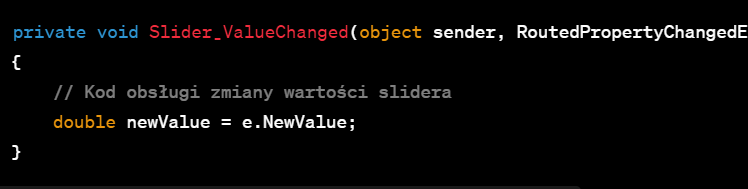 private void Slider_ValueChanged(object sender, RoutedPropertyChangedE
{
// Kod obsługi zmiany wartości slidera
double newValue = e.NewValue;
}